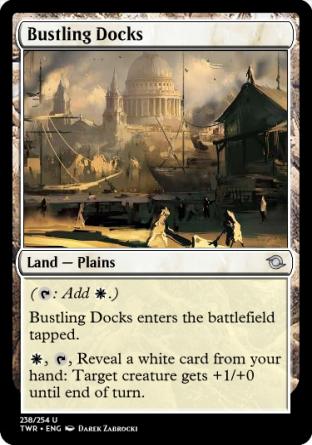 Bustling Docks
Land — Plains
(T: Add W.)
Bustling Docks enters the battlefield
tapped.
W, T, Reveal a white card from your
hand: Target creature gets +1/+0
until end of turn.
238/254 U
TWR • ENG Darek Zabrocki